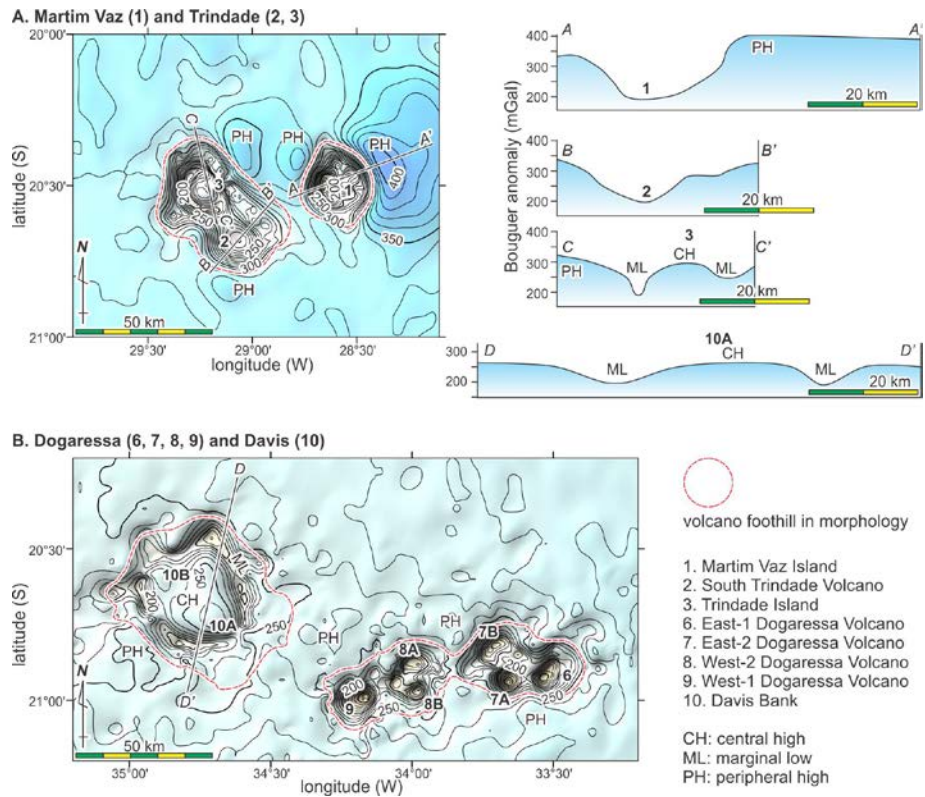 A. Martim Vaz (1) and Trindade (2, 3)
20°00'
20°30'
21°00'
latitude (S)
29°30'
29°00'
28°30'
longitude (W)
N
50 km
C
PH
PH
PH
A'
3
200
B'
A
1
200
400
C'
250
2
250
250
300
350
B
300
PH
Bouguer anomaly (mGal)
A
A'
400
300
200
PH
1
20 km
B
B'
400
300
200
2
20 km
3
C
C'
400
300
200
PH
ML
CH
ML
20 km
10A
D
CH
D'
300
200
ML
ML
20 km
B. Dogaressa (6, 7, 8, 9) and Davis (10)
20°30'
21°00'
latitude (S)
35°00'
34°30'
34°00'
33°30'
longitude (W)
N
50 km
D
ML
250
10B
200
CH
10A
250
PH
D'
PH
PH
7B
8A
200
200
6
9
250
8B
7A
250
PH
volcano foothill in morphology
1. Martim Vaz Island
2. South Trindade Volcano
3. Trindade Island
6. East-1 Dogaressa Volcano
7. East-2 Dogaressa Volcano
8. West-2 Dogaressa Volcano
9. West-1 Dogaressa Volcano
10. Davis Bank
CH: central high
ML: marginal low
PH: peripheral high